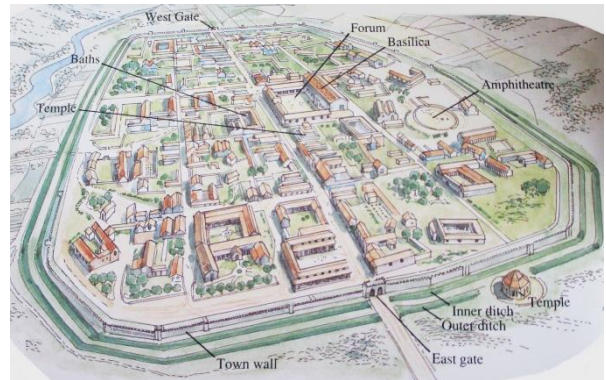 West Gate
Forum
Basilica
Baths
Amphitheatre
Temple
Temple
Inner ditch
Outer ditch
East gate
Town wall